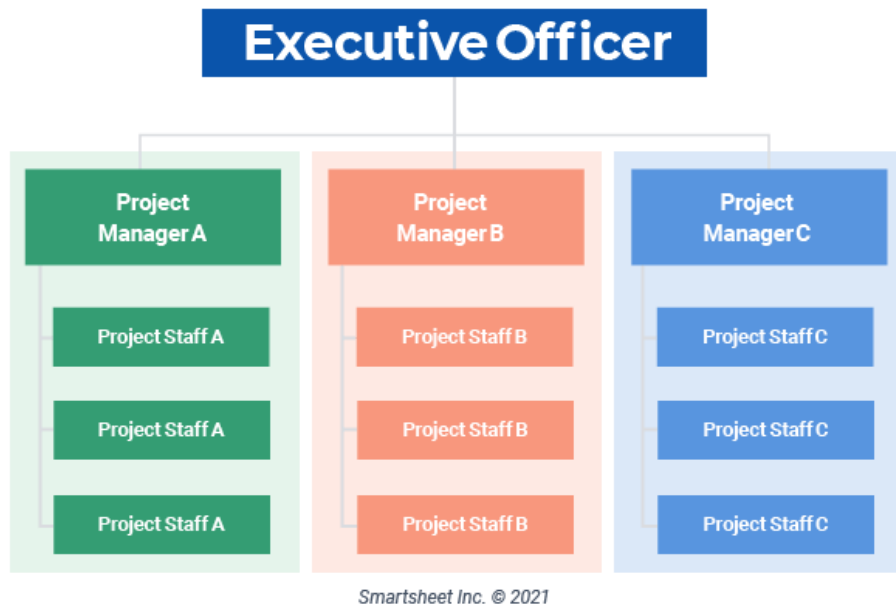 Executive Officer
Project
Manager A
Project
Manager B
Project
Manager C
Project Staff A
Project Staff B
Project Staff C
Project Staff A
Project Staff B
Project Staff C
Project Staff A
Project Staff B
Project Staff C
Smartsheet Inc. © 2021